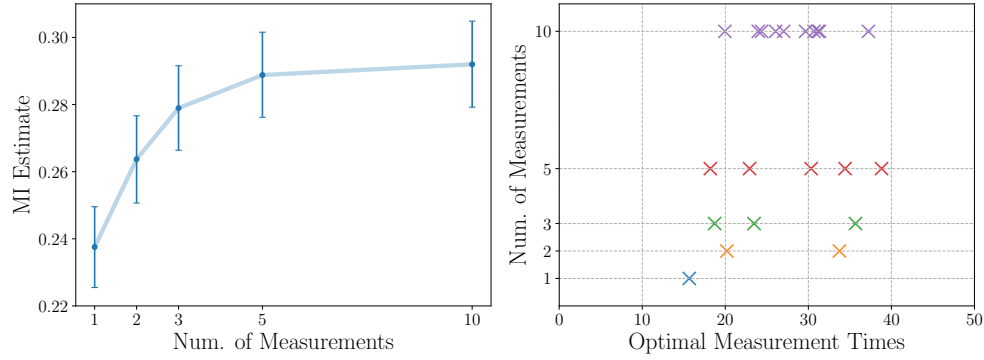 0.30
0.28
0.26
0.24
0.22
MI Estimate
1 2 3 5 10
Num. of Measurements
10
5
3
2
1
Num. of Measurements
0 10 20 30 40 50
Optimal Measurement Times